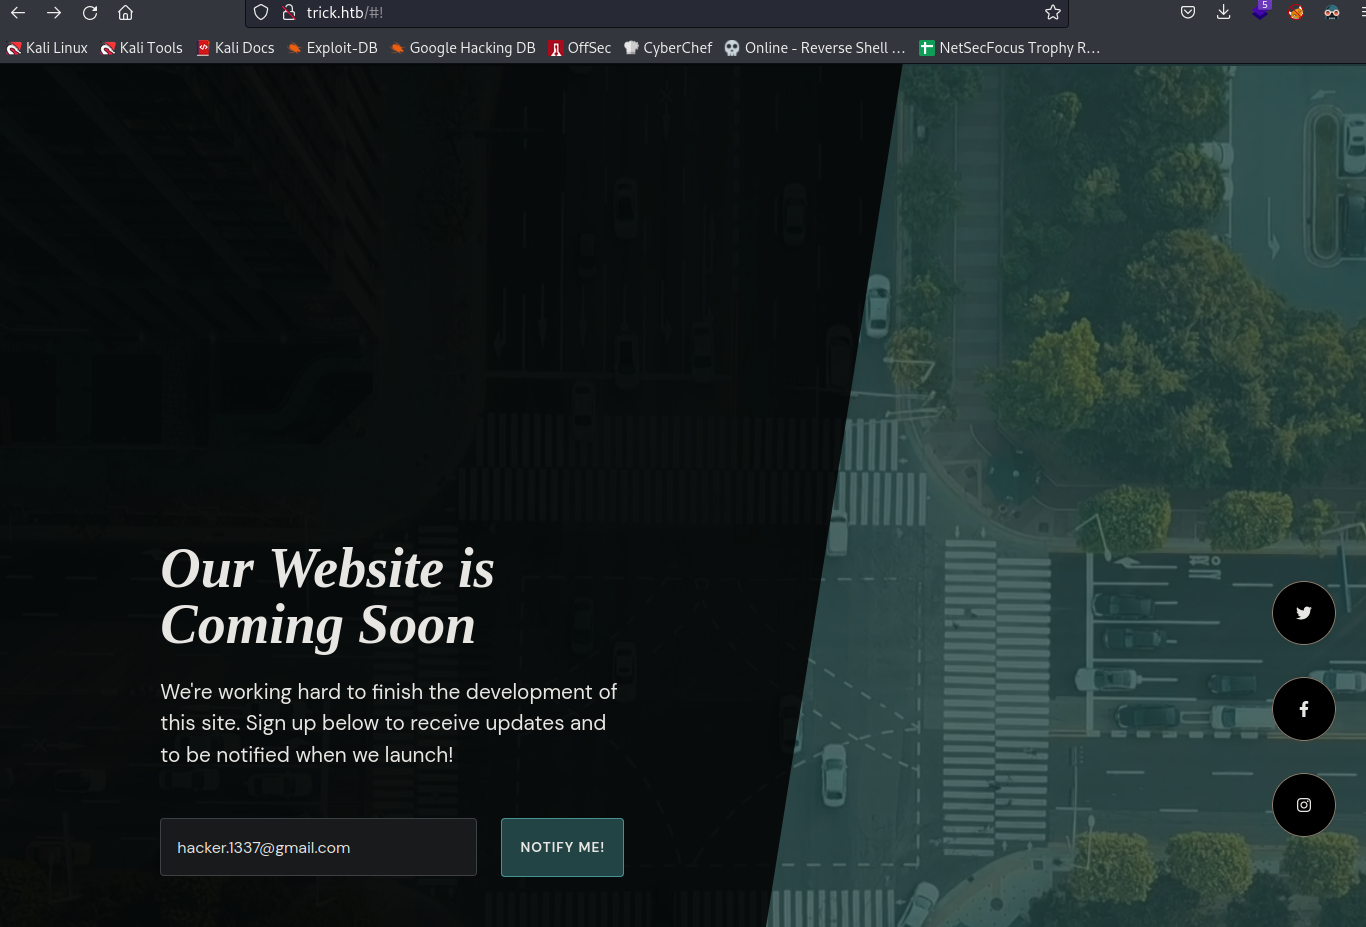 trick.htb/#!
5
Kali Linux Kali Tools Kali Docs Exploit-DB Google Hacking DB OffSec CyberChef Online - Reverse Shell … NetSecFocus Trophy R…
Our Website is
Coming Soon
We're working hard to finish the development of
this site. Sign up below to receive updates and
to be notified when we launch!
hacker.1337@gmail.com NOTIFY ME!